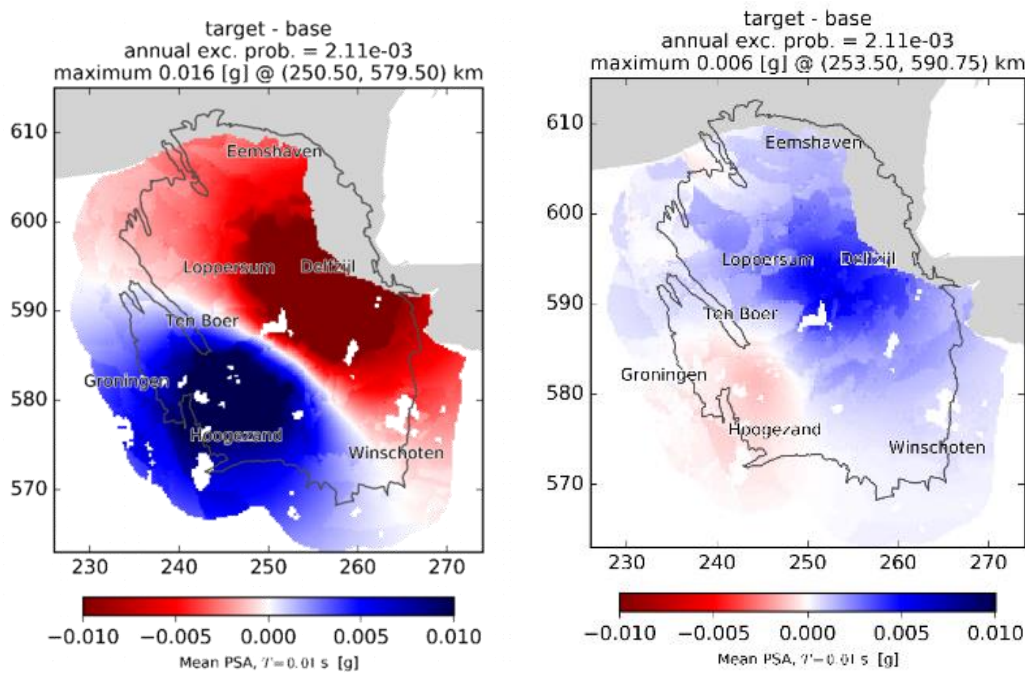 target - base
annual exc. prob. = 2.11e-03
maximum 0.016 [g] @ (250.50, 579.50) km
610
600
590
580
570
Eemshaven
Loppersum
Delfzijl
Ten Boer
Groningen
Hoogezand
Winschoten
230 240 250 260 270
−0.010 −0.005 0.000 0.005 0.010
Mean PSA, T=0.01 s [g]
target - base
annual exc. prob. = 2.11e-03
maximum 0.006 [g] @ (253.50, 590.75) km
610
600
590
580
570
Eemshaven
Loppersum
Delfzijl
Ten Boer
Groningen
Hoogezand
Winschoten
230 240 250 260 270
−0.010 −0.005 0.000 0.005 0.010
Mean PSA, T=0.01 s [g]